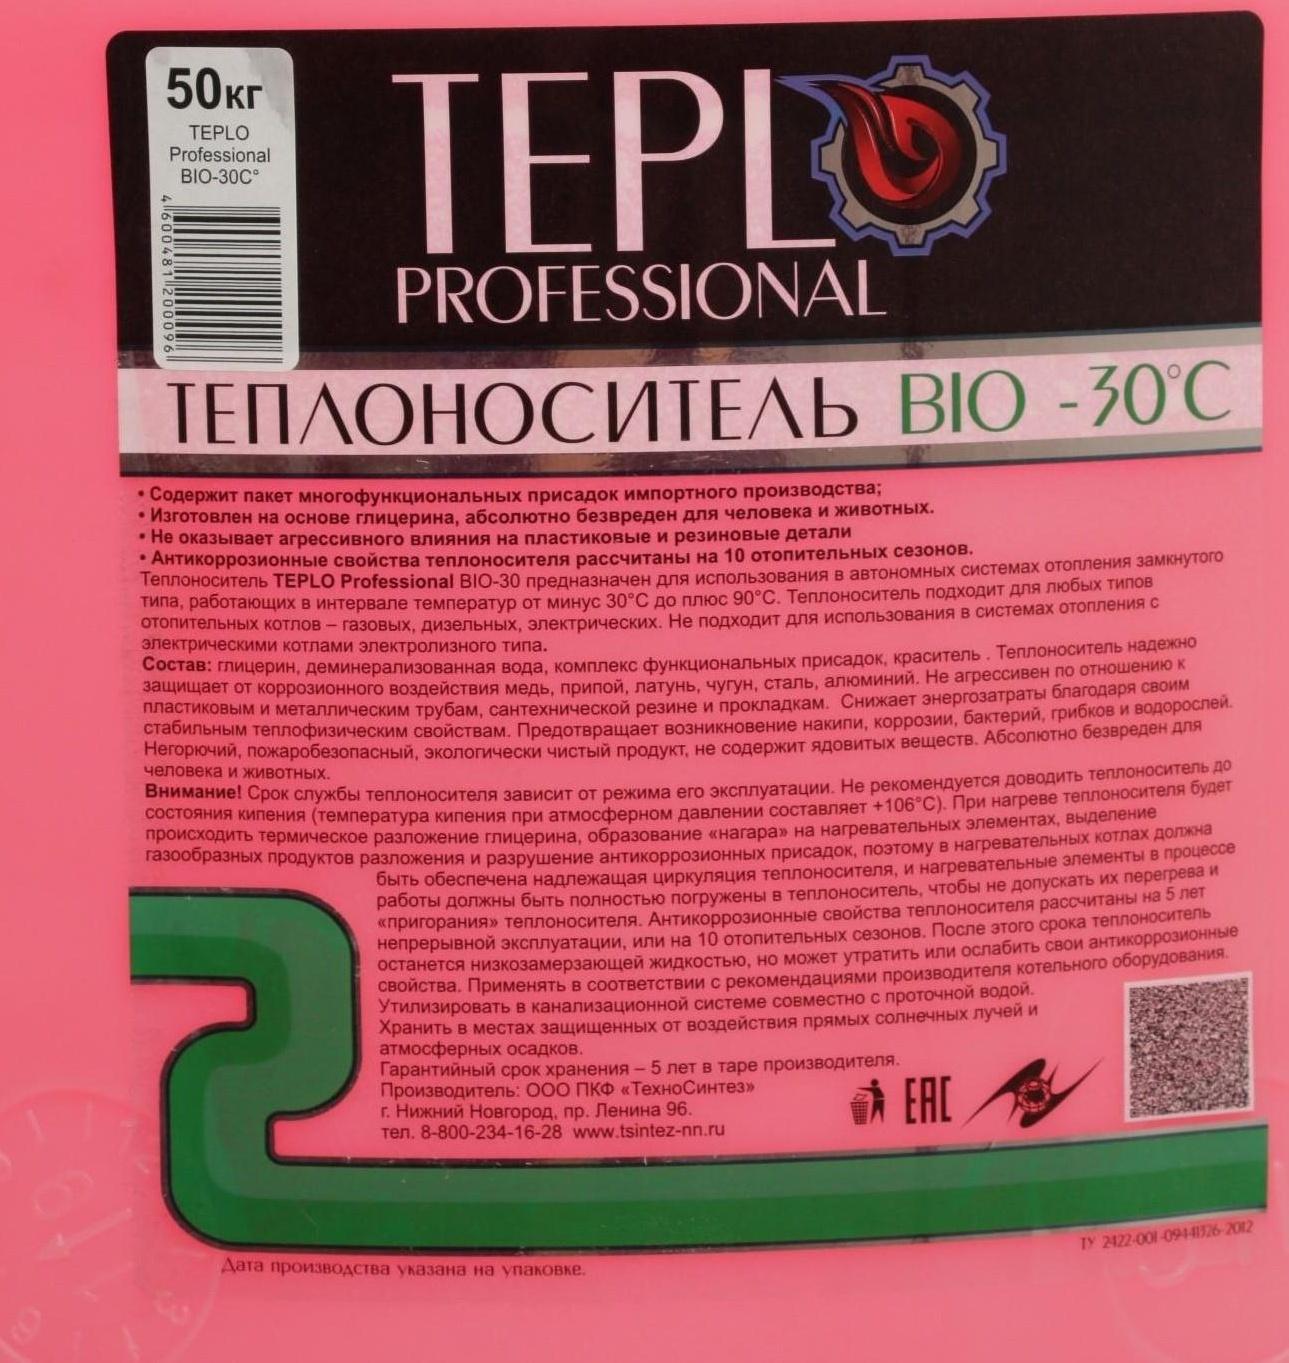 50кг
TEPLO
Professional
BIO-30C°
4600481200096
TEPLO
PROFESSIONAL
ТЕПЛОНОСИТЕЛЬ BIO -30°C
• Содержит пакет многофункциональных присадок импортного производства;
• Изготовлен на основе глицерина, абсолютно безвреден для человека и животных.
• Не оказывает агрессивного влияния на пластиковые и резиновые детали
• Антикоррозионные свойства теплоносителя рассчитаны на 10 отопительных сезонов.
Теплоноситель TEPLO Professional BIO-30 предназначен для использования в автономных системах отопления замкнутого
типа, работающих в интервале температур от минус 30°С до плюс 90°С. Теплоноситель подходит для любых типов
отопительных котлов – газовых, дизельных, электрических. Не подходит для использования в системах отопления с
электрическими котлами электролизного типа.
Состав: глицерин, деминерализованная вода, комплекс функциональных присадок, краситель . Теплоноситель надежно
защищает от коррозионного воздействия медь, припой, латунь, чугун, сталь, алюминий. Не агрессивен по отношению к
пластиковым и металлическим трубам, сантехнической резине и прокладкам. Снижает энергозатраты благодаря своим
стабильным теплофизическим свойствам. Предотвращает возникновение накипи, коррозии, бактерий, грибков и водорослей.
Негорючий, пожаробезопасный, экологически чистый продукт, не содержит ядовитых веществ. Абсолютно безвреден для
человека и животных.
Внимание! Срок службы теплоносителя зависит от режима его эксплуатации. Не рекомендуется доводить теплоноситель до
состояния кипения (температура кипения при атмосферном давлении составляет +106°С). При нагреве теплоносителя будет
происходить термическое разложение глицерина, образование «нагара» на нагревательных элементах, выделение
газообразных продуктов разложения и разрушение антикоррозионных присадок, поэтому в нагревательных котлах должна
быть обеспечена надлежащая циркуляция теплоносителя, и нагревательные элементы в процессе
работы должны быть полностью погружены в теплоноситель, чтобы не допускать их перегрева и
«пригорания» теплоносителя. Антикоррозионные свойства теплоносителя рассчитаны на 5 лет
непрерывной эксплуатации, или на 10 отопительных сезонов. После этого срока теплоноситель
останется низкозамерзающей жидкостью, но может утратить или ослабить свои антикоррозионные
свойства. Применять в соответствии с рекомендациями производителя котельного оборудования.
Утилизировать в канализационной системе совместно с проточной водой.
Хранить в местах защищенных от воздействия прямых солнечных лучей и
атмосферных осадков.
Гарантийный срок хранения – 5 лет в таре производителя.
Производитель: ООО ПКФ «ТехноСинтез»
г. Нижний Новгород, пр. Ленина 96.
тел. 8-800-234-16-28 www.tsintez-nn.ru
EAC
ТУ 2422-001-09441326-2012
Дата производства указана на упаковке.